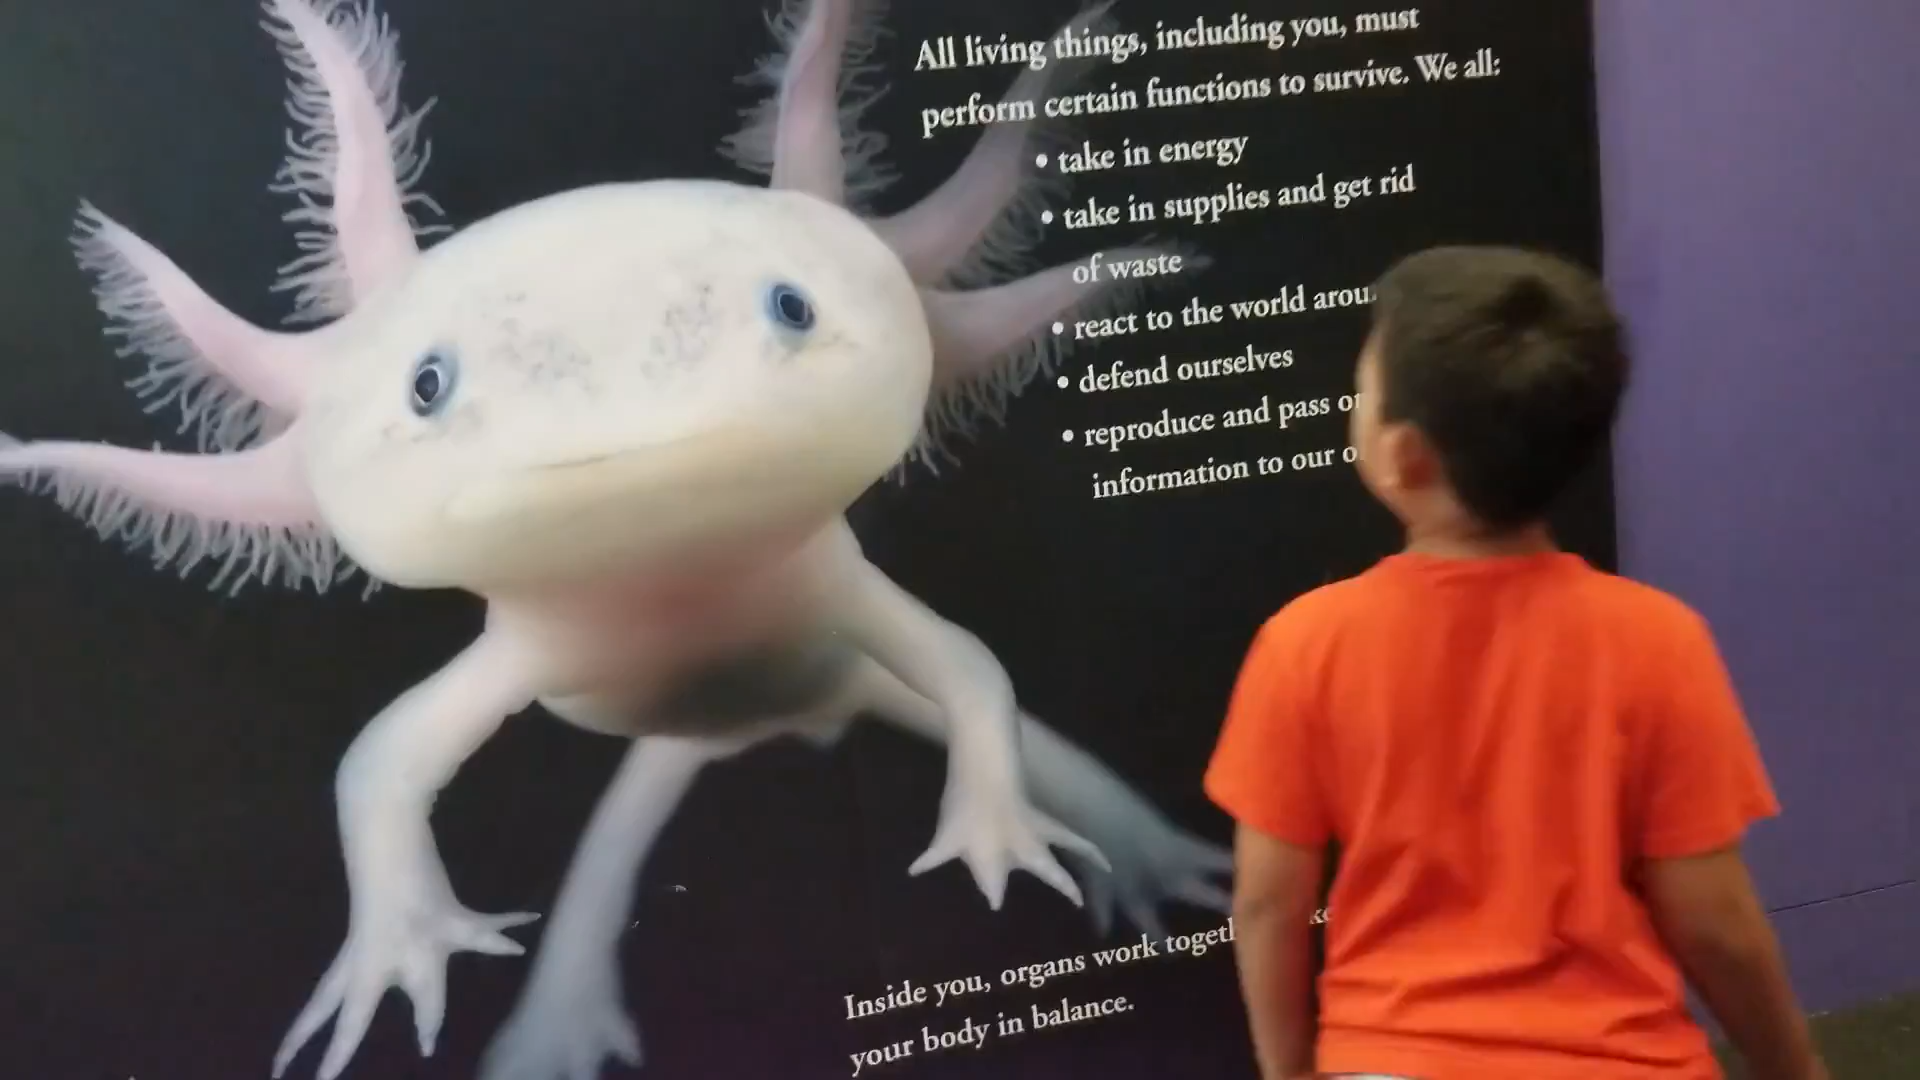 All living things, including you, must
perform certain functions to survive. We all:
• take in energy
• take in supplies and get rid
of waste
• react to the world
• defend ourselves
• reproduce and pass
information to our
Inside you, organs work
your body in balance.